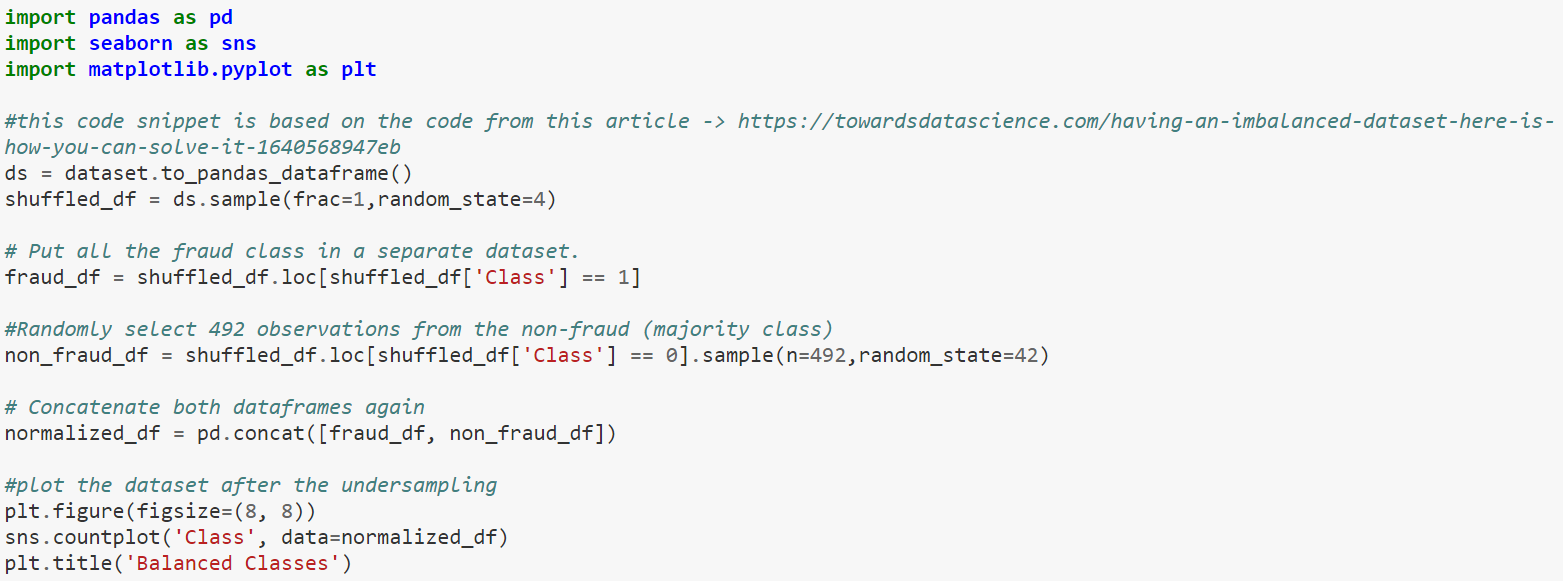 import pandas as pd
import seaborn as sns
import matplotlib.pyplot as plt

#this code snippet is based on the code from this article -> https://towardsdatascience.com/having-an-imbalanced-dataset-here-is-
how-you-can-solve-it-1640568947eb
ds = dataset.to_pandas_dataframe()
shuffled_df = ds.sample(frac=1,random_state=4)

# Put all the fraud class in a separate dataset.
fraud_df = shuffled_df.loc[shuffled_df['Class'] == 1]

#Randomly select 492 observations from the non-fraud (majority class)
non_fraud_df = shuffled_df.loc[shuffled_df['Class'] == 0].sample(n=492,random_state=42)

# Concatenate both dataframes again
normalized_df = pd.concat([fraud_df, non_fraud_df])

#plot the dataset after the undersampling
plt.figure(figsize=(8, 8))
sns.countplot('Class', data=normalized_df)
plt.title('Balanced Classes')